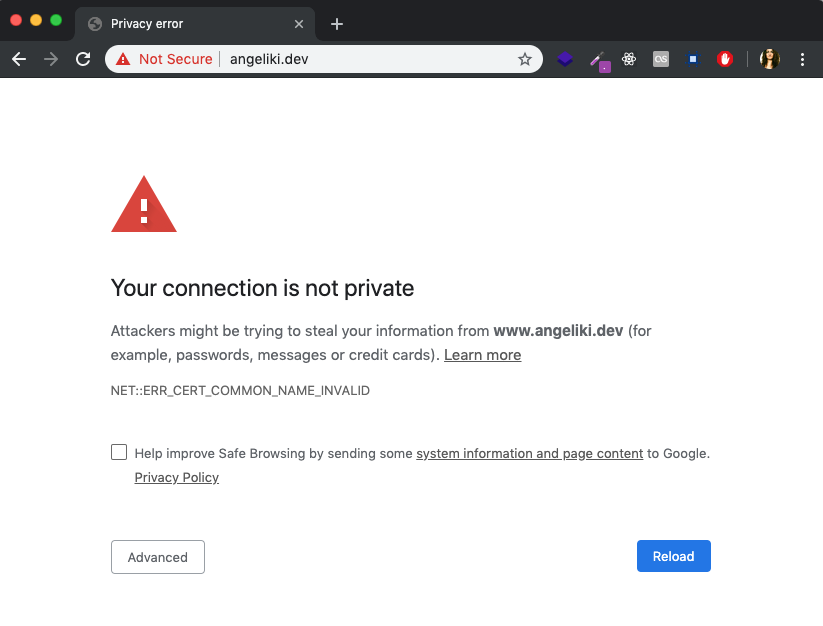 Privacy error
Not Secure angeliki.dev
Your connection is not private
Attackers might be trying to steal your information from www.angeliki.dev (for
example, passwords, messages or credit cards). Learn more
NET::ERR_CERT_COMMON_NAME_INVALID
Help improve Safe Browsing by sending some system information and page content to Google.
Privacy Policy
Advanced
Reload